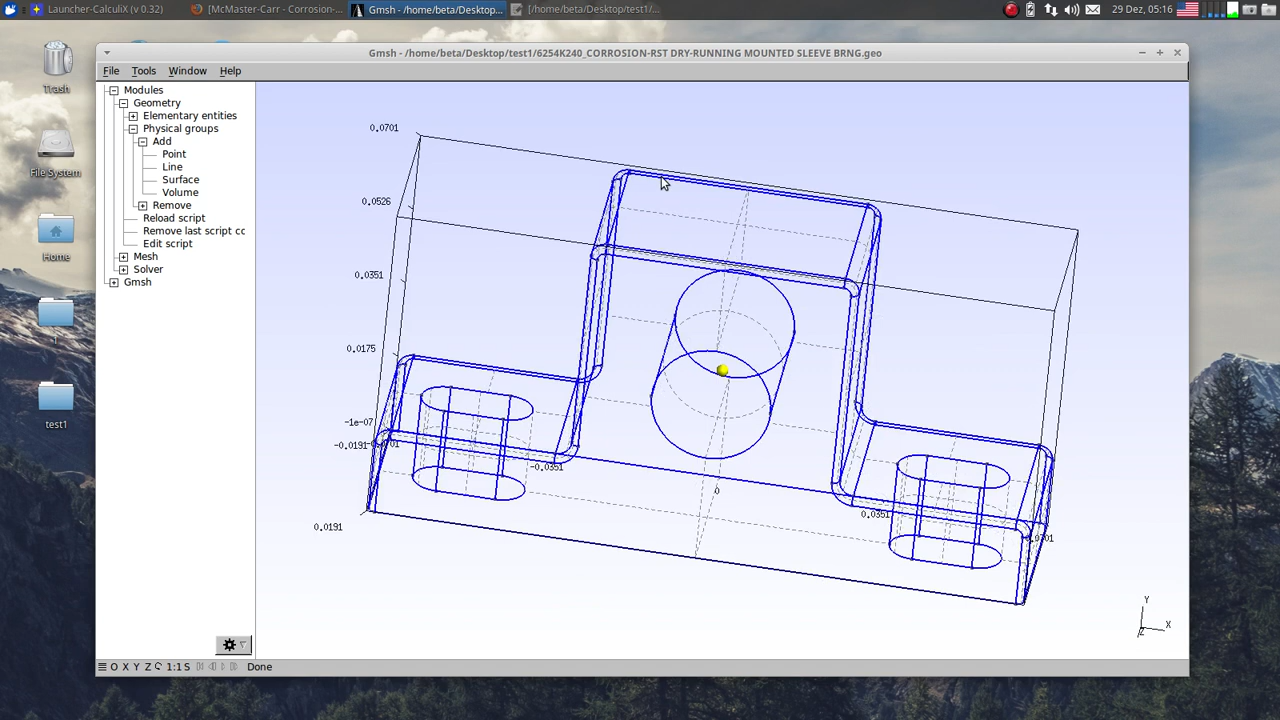 Launcher-CalculiX (v 0.32)
[McMaster-Carr - Corrosion-...
Gmsh - /home/beta/Desktop...
[/home/beta/Desktop/test1/...
29 Dez, 05:16
Gmsh - /home/beta/Desktop/test1/6254K240_CORROSION-RST DRY-RUNNING MOUNTED SLEEVE BRNG.geo
File Tools Window Help
Trash
File System
Home
1
test1
Modules
Geometry
Elementary entities
Physical groups
Add
Point
Line
Surface
Volume
Remove
Reload script
Remove last script cc
Edit script
Mesh
Solver
Gmsh
0.0701
0.0526
0.0351
0.0175
-1e-07
-0.0191
-0.0701
-0.0351
0
0.0351
0.0701
0.0191
Y
X
Z
O X Y Z 1:1 S Done